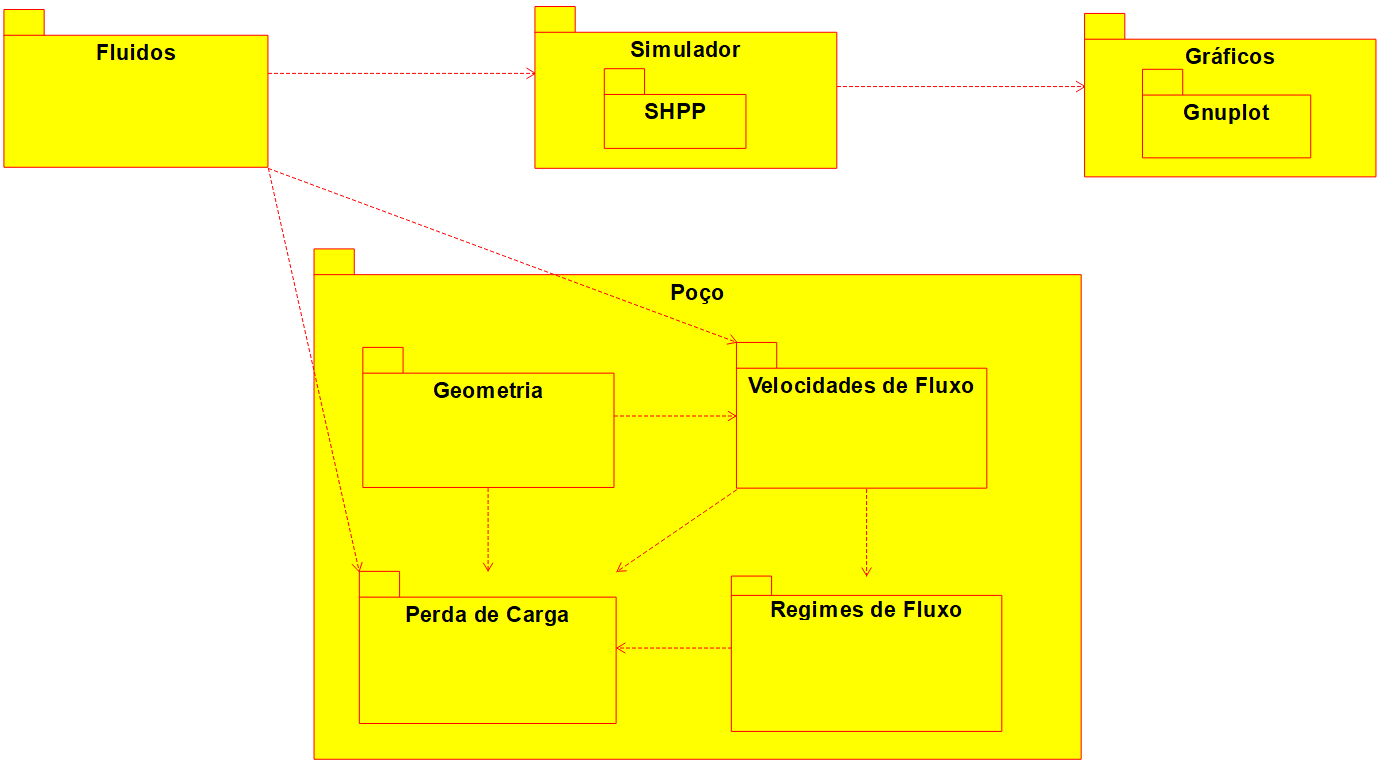 Fluidos
Simulador
SHPP
Gráficos
Gnuplot
Poço
Geometria
Velocidades de Fluxo
Perda de Carga
Regimes de Fluxo